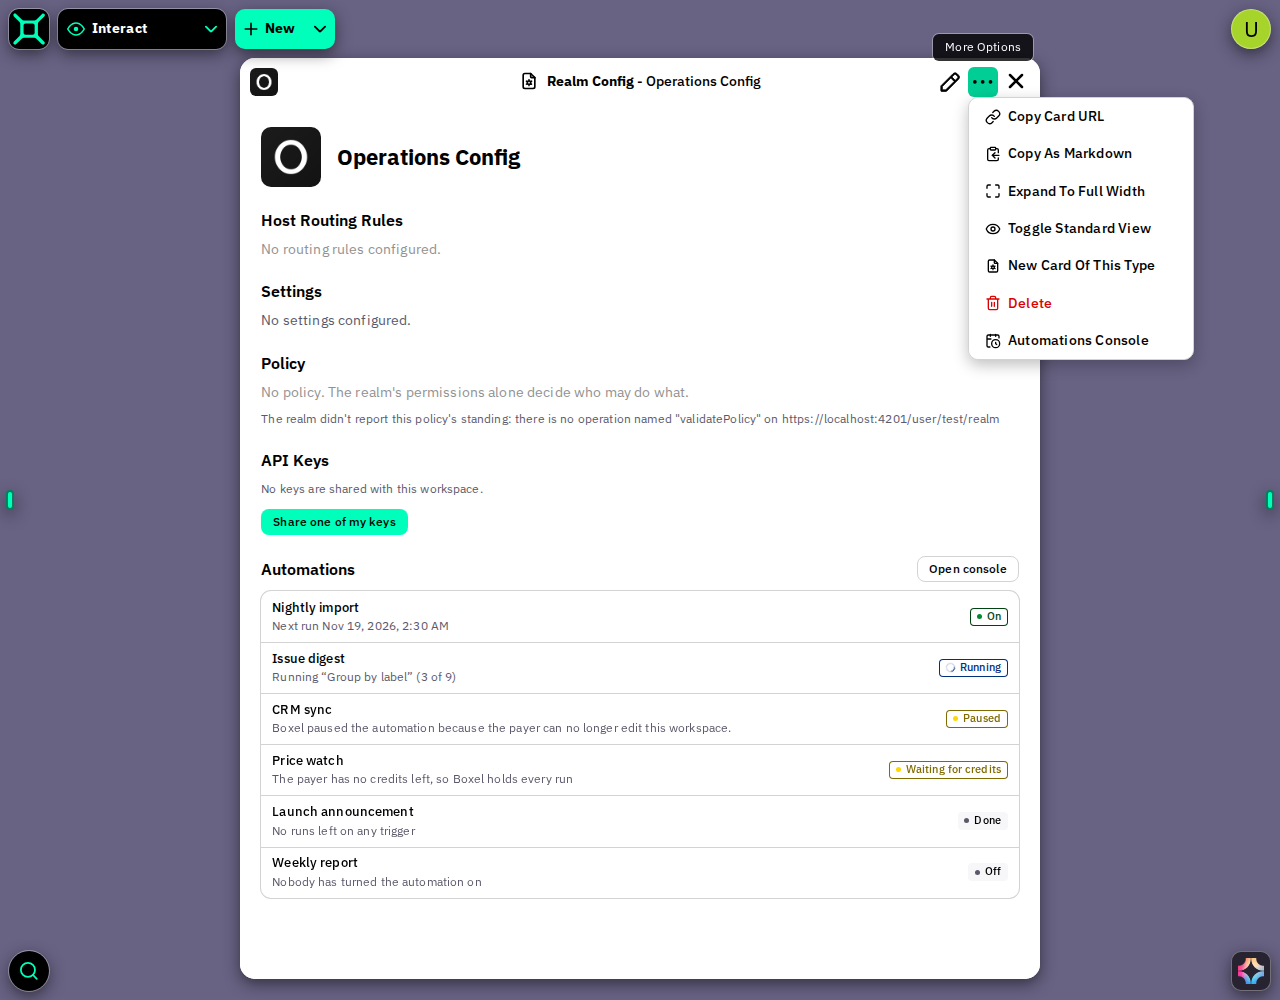 Interact
New
U
More Options
O
Realm Config - Operations Config
Copy Card URL
Copy As Markdown
Expand To Full Width
Toggle Standard View
New Card Of This Type
Delete
Automations Console
O
Operations Config
Host Routing Rules
No routing rules configured.
Settings
No settings configured.
Policy
No policy. The realm's permissions alone decide who may do what.
The realm didn't report this policy's standing: there is no operation named "validatePolicy" on https://localhost:4201/user/test/realm
API Keys
No keys are shared with this workspace.
Share one of my keys
Automations
Open console
Nightly import
Next run Nov 19, 2026, 2:30 AM
On
Issue digest
Running “Group by label” (3 of 9)
Running
CRM sync
Boxel paused the automation because the payer can no longer edit this workspace.
Paused
Price watch
The payer has no credits left, so Boxel holds every run
Waiting for credits
Launch announcement
No runs left on any trigger
Done
Weekly report
Nobody has turned the automation on
Off